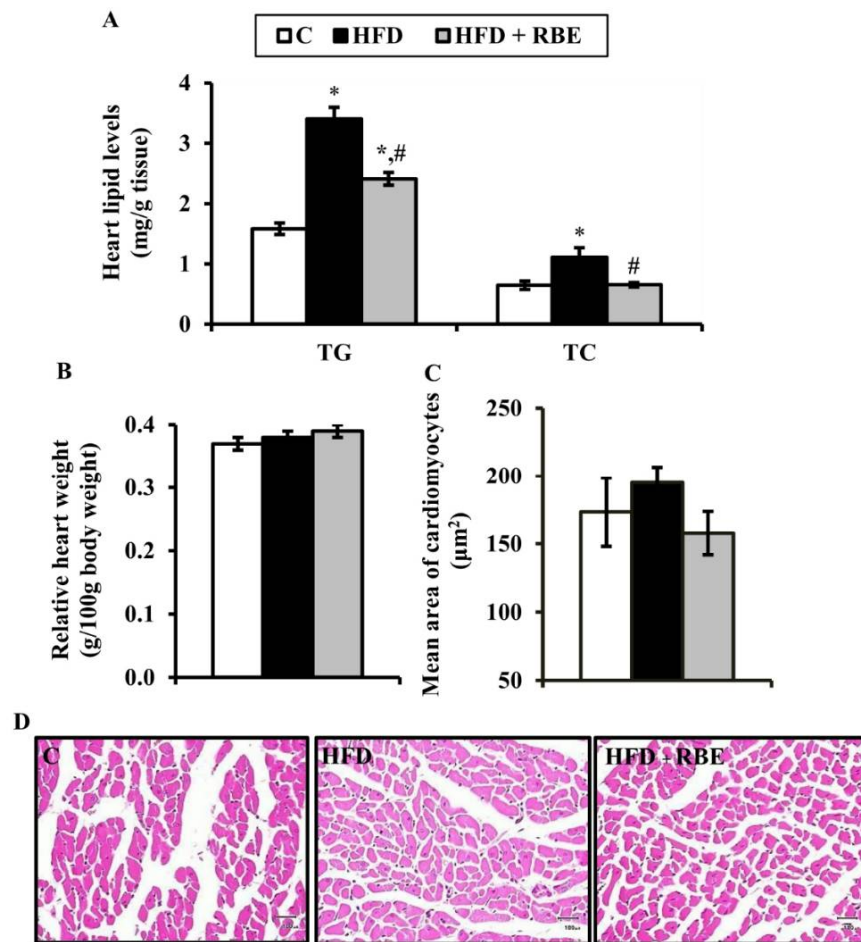 A
C HFD HFD + RBE
Heart lipid levels
(mg/g tissue)
4
3
2
1
0
*
*,#
*
#
TG TC
B
Relative heart weight
(g/100g body weight)
0.4
0.3
0.2
0.1
0.0
C
Mean area of cardiomyocytes
(µm²)
250
200
150
100
50
D
C
HFD
HFD + RBE
100µm